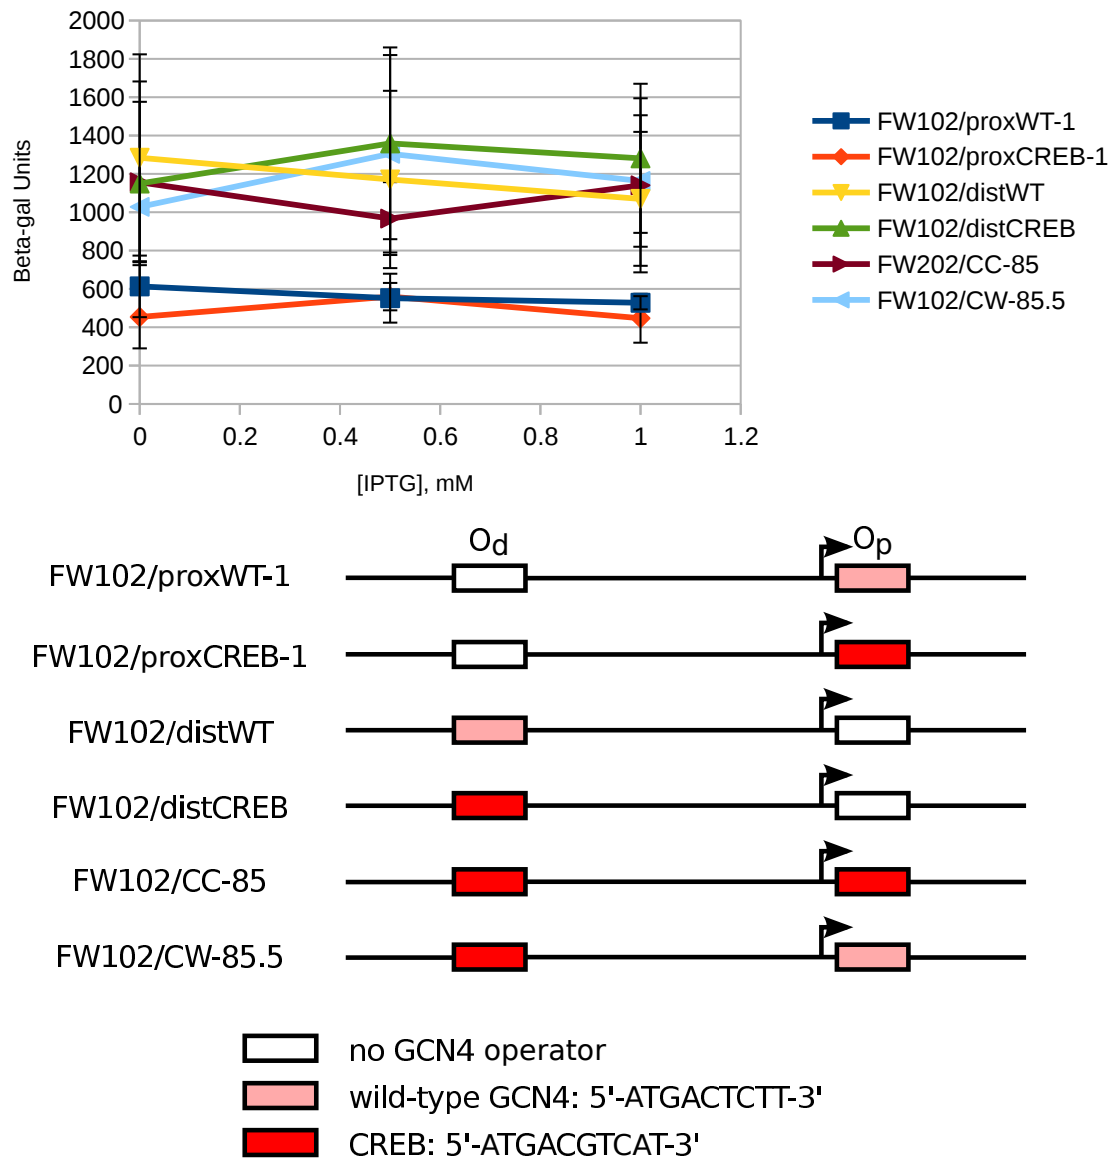 2000
1800
1600
1400
1200
1000
800
600
400
200
0
Beta-gal Units
0 0.2 0.4 0.6 0.8 1 1.2
[IPTG], mM
FW102/proxWT-1
FW102/proxCREB-1
FW102/distWT
FW102/distCREB
FW202/CC-85
FW102/CW-85.5
Od Op
FW102/proxWT-1
FW102/proxCREB-1
FW102/distWT
FW102/distCREB
FW102/CC-85
FW102/CW-85.5
no GCN4 operator
wild-type GCN4: 5'-ATGACTCTT-3'
CREB: 5'-ATGACGTCAT-3'